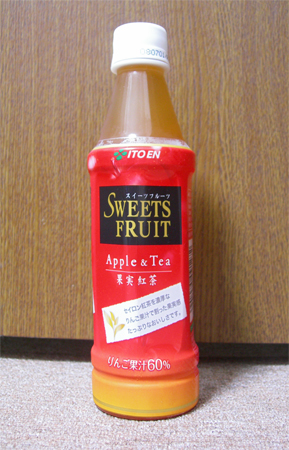 ITO EN
スイーツフルーツ
SWEETS
FRUIT
Apple & Tea
果実紅茶
セイロン紅茶を濃厚な
りんご果汁で割った果実感
たっぷりなおいしさです。
りんご果汁60%